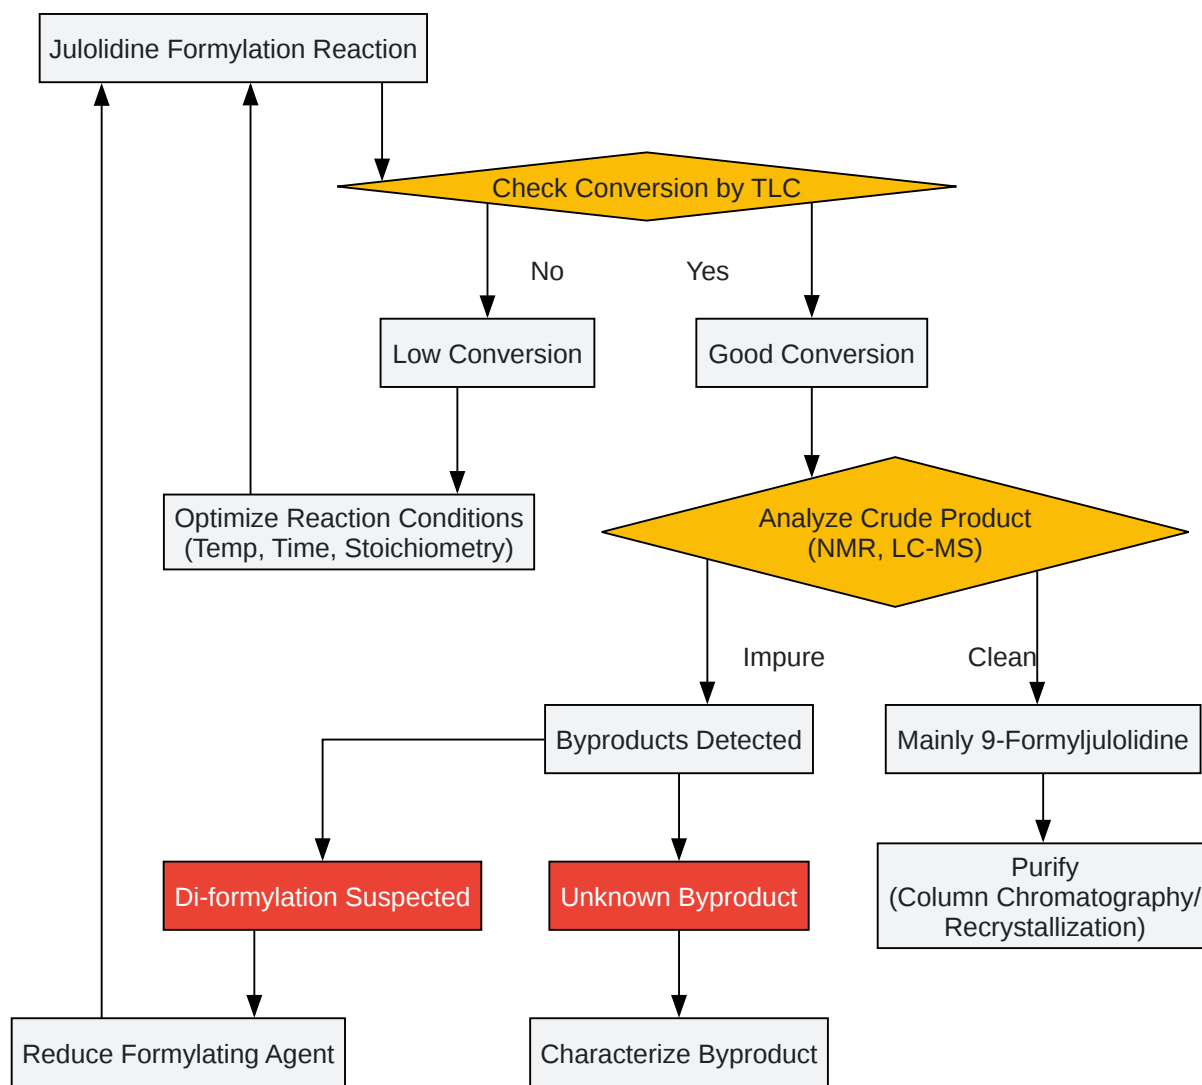 Julolidine Formylation Reaction
Check Conversion by TLC
No
Yes
Low Conversion
Good Conversion
Optimize Reaction Conditions
(Temp, Time, Stoichiometry)
Analyze Crude Product
(NMR, LC-MS)
Impure
Clean
Byproducts Detected
Mainly 9-Formyljulolidine
Di-formylation Suspected
Unknown Byproduct
Purify
(Column Chromatography/
Recrystallization)
Reduce Formylating Agent
Characterize Byproduct